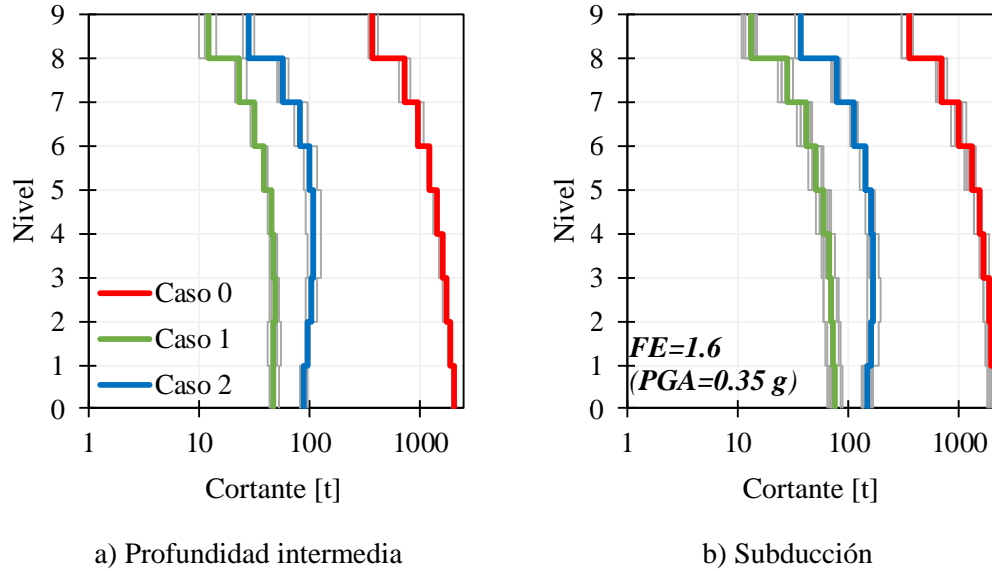 9
8
7
6
5
4
3
2
1
0
Nivel
Caso 0
Caso 1
Caso 2
1
10
100
1000
Cortante [t]
a) Profundidad intermedia
9
8
7
6
5
4
3
2
1
0
Nivel
FE=1.6
(PGA=0.35 g)
1
10
100
1000
Cortante [t]
b) Subducción